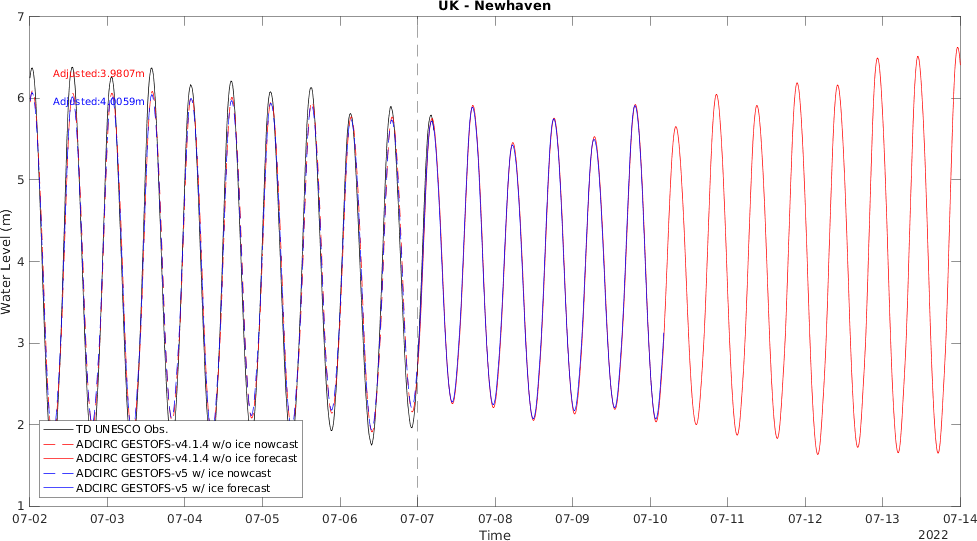 UK - Newhaven
7
6
5
4
3
2
1
Water Level (m)
Adjusted:3.9807m
Adjusted:4.0059m
TD UNESCO Obs.
ADCIRC GESTOFS-v4.1.4 w/o ice nowcast
ADCIRC GESTOFS-v4.1.4 w/o ice forecast
ADCIRC GESTOFS-v5 w/ ice nowcast
ADCIRC GESTOFS-v5 w/ ice forecast
07-02 07-03 07-04 07-05 07-06 07-07 07-08 07-09 07-10 07-11 07-12 07-13 07-14
Time
2022